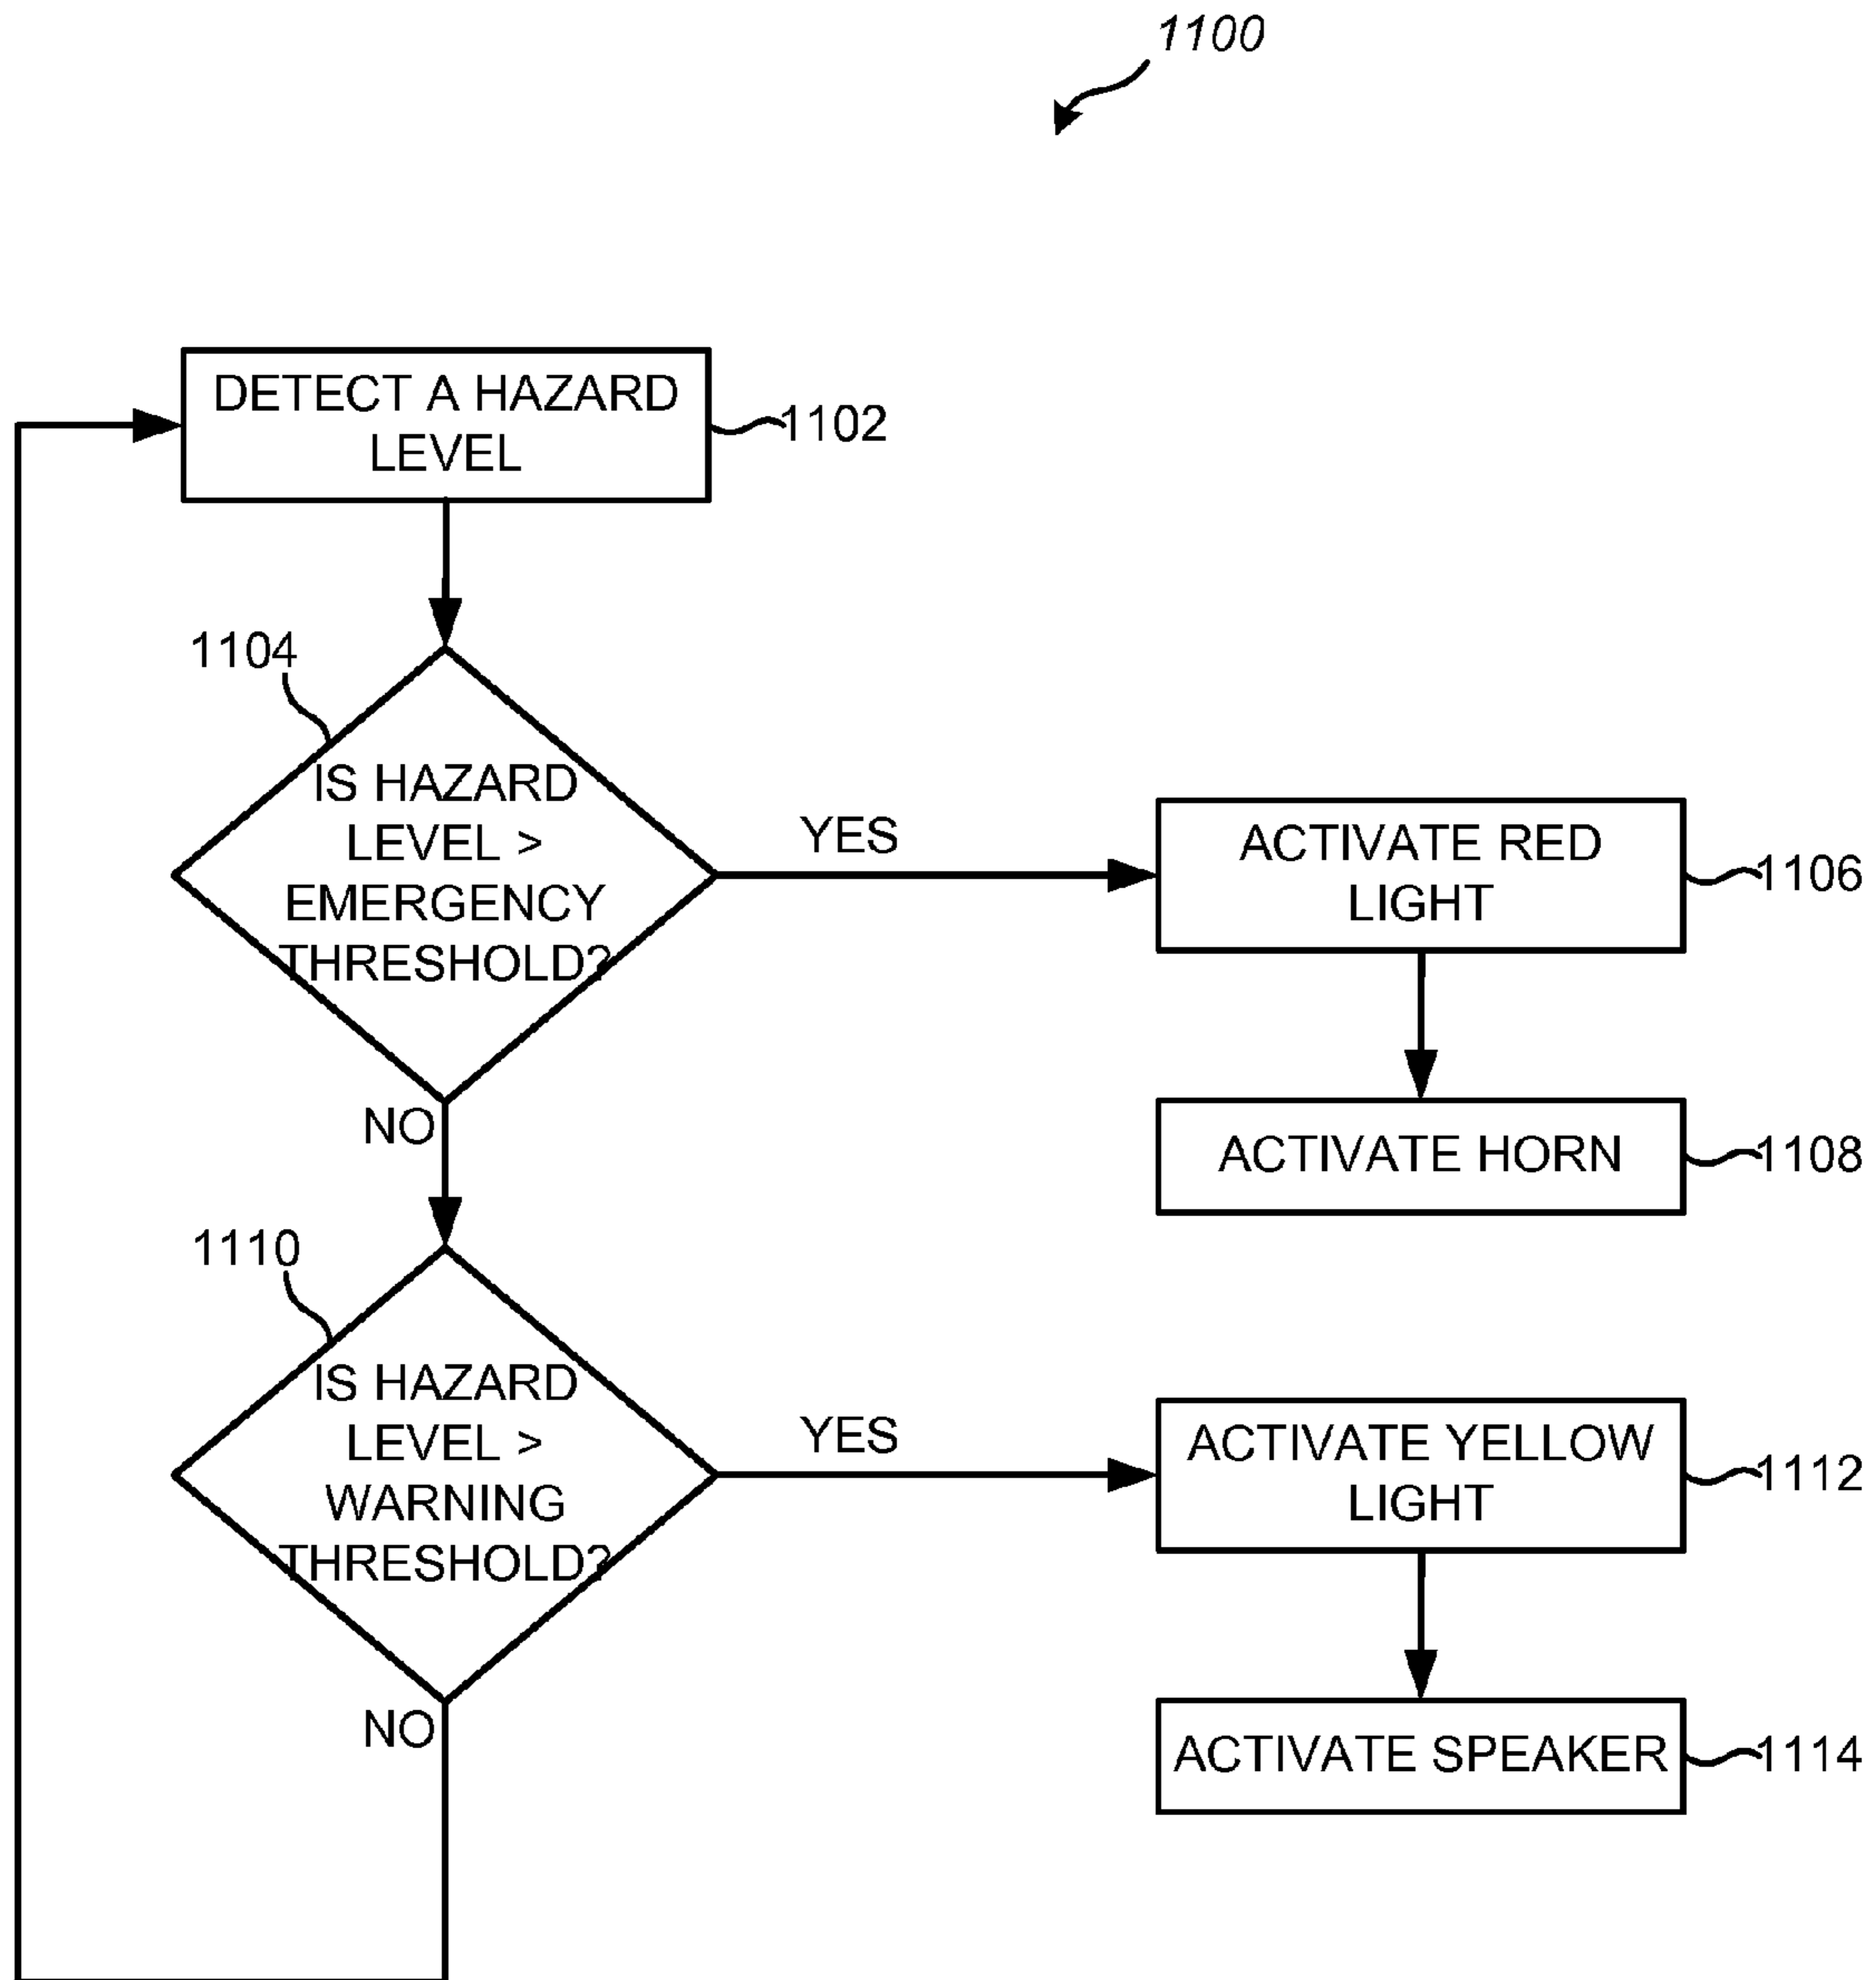 1100
DETECT A HAZARD
LEVEL
1102
1104
IS HAZARD
LEVEL >
EMERGENCY
THRESHOLD?
YES
ACTIVATE RED
LIGHT
1106
NO
ACTIVATE HORN
1108
1110
IS HAZARD
LEVEL >
WARNING
THRESHOLD?
YES
ACTIVATE YELLOW
LIGHT
1112
NO
ACTIVATE SPEAKER
1114